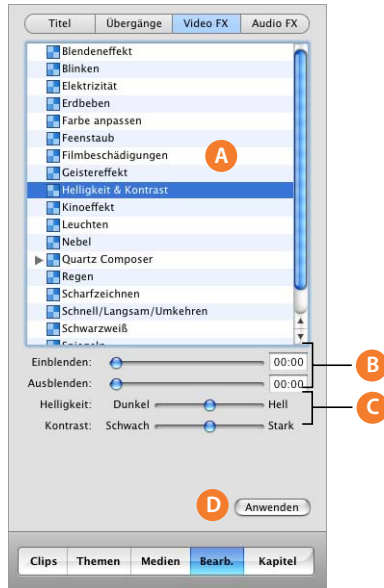 Titel Übergänge Video FX Audio FX
Blendeneffekt
Blinken
Elektrizität
Erdbeben
Farbe anpassen
Feenstaub
Filmbeschädigungen A
Geistereffekt
Helligkeit & Kontrast
Kinoeffekt
Leuchten
Nebel
Quartz Composer
Regen
Scharfzeichnen
Schnell/Langsam/Umkehren
Schwarzweiß
Spiegeln
Einblenden: 00:00
B
Ausblenden: 00:00
Helligkeit: Dunkel Hell
C
Kontrast: Schwach Stark
D Anwenden
Clips Themen Medien Bearb. Kapitel